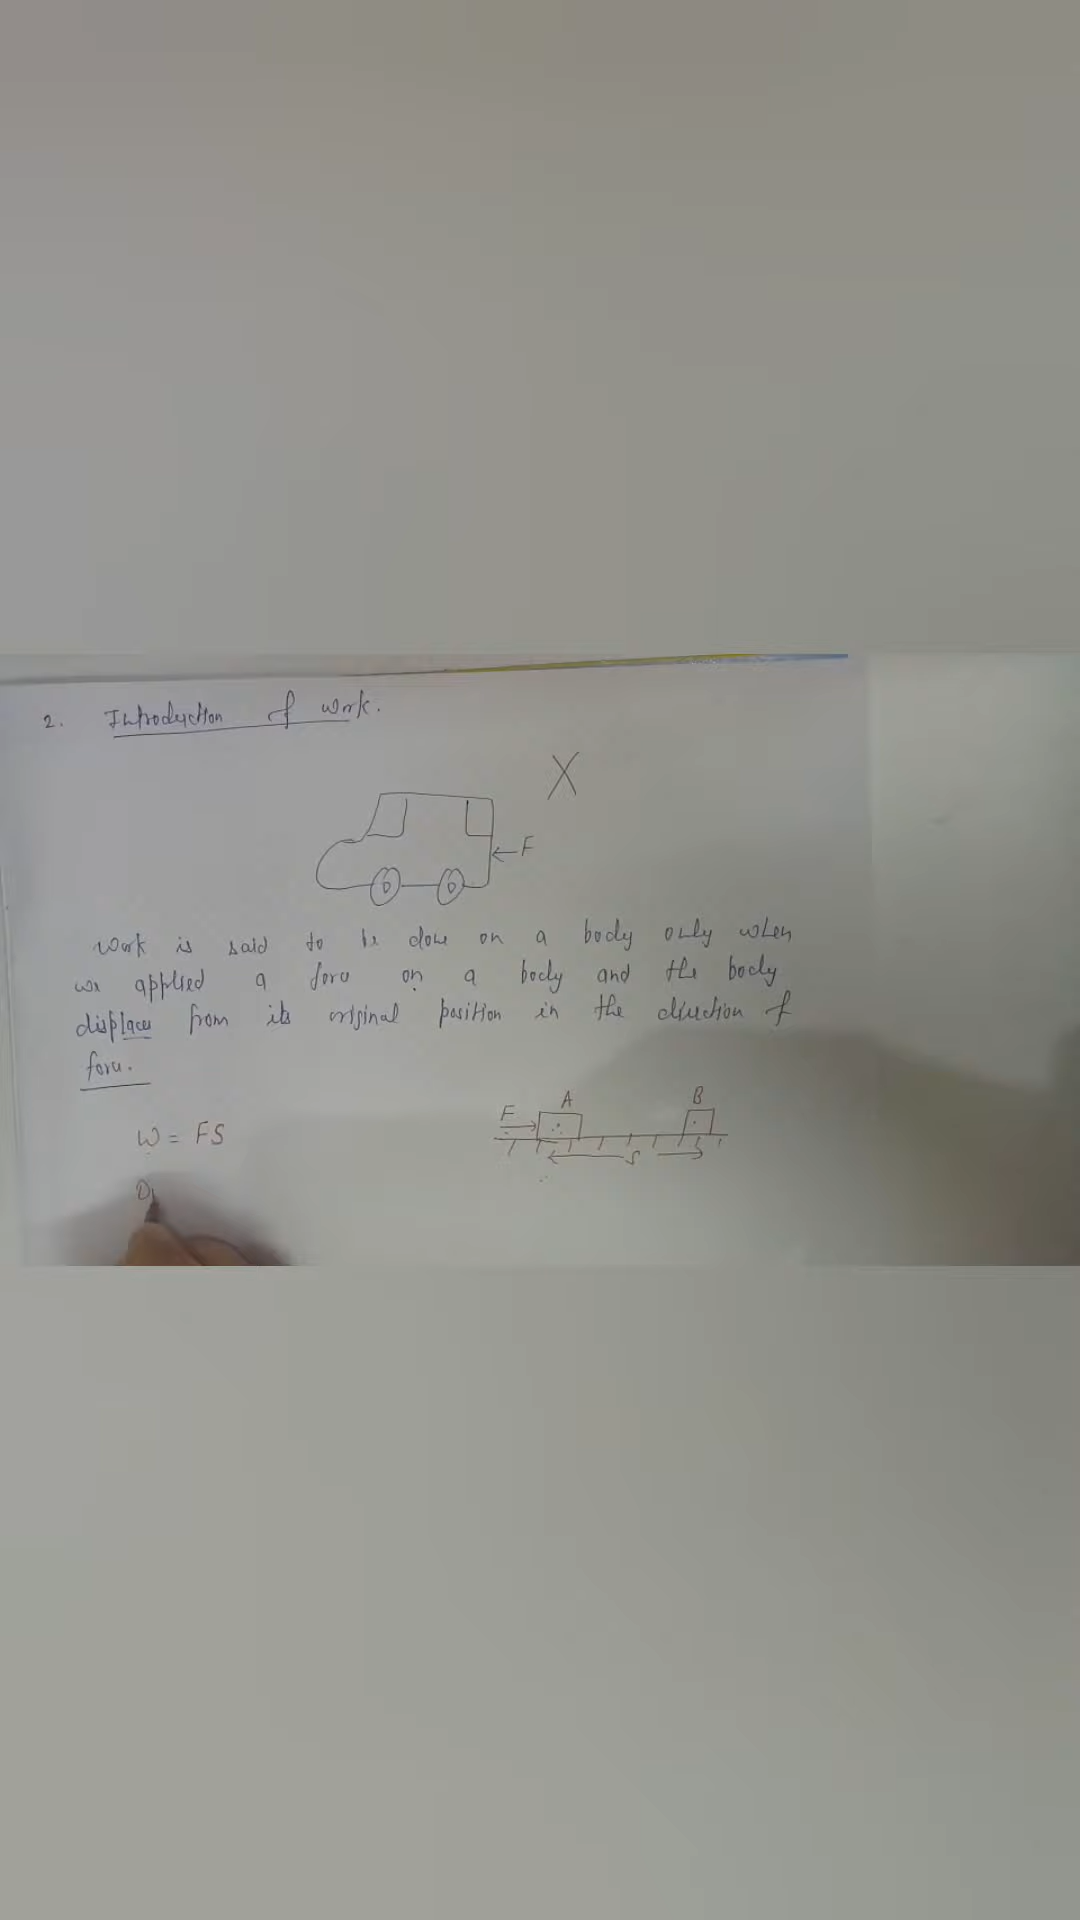 2. Introduction of work.
X
F
Work is said to be done on a body only when
we applied a force on a body and the body
displaces from its original position in the direction of
force.
F A B
W = FS
S